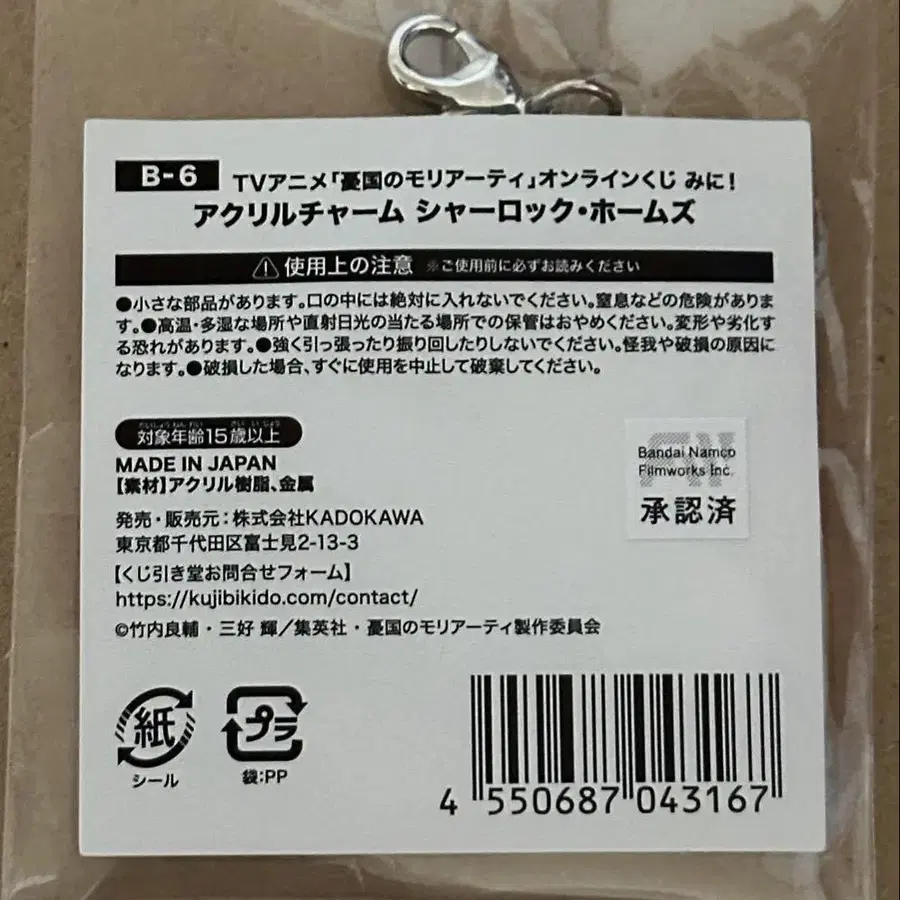 B-6
TVアニメ「憂国のモリアーティ」オンラインくじ みに!
アクリルチャーム シャーロック・ホームズ
使用上の注意 ※ご使用前に必ずお読みください
●小さな部品があります。口の中には絶対に入れないでください。窒息などの危険がありま
す。●高温・多湿な場所や直射日光の当たる場所での保管はおやめください。変形や劣化す
る恐れがあります。●強く引っ張ったり振り回したりしないでください。怪我や破損の原因に
なります。●破損した場合、すぐに使用を中止して破棄してください。
たいしょうねんれい さいいじょう
対象年齢15歳以上
MADE IN JAPAN
【素材】アクリル樹脂、金属
発売・販売元:株式会社KADOKAWA
東京都千代田区富士見2-13-3
【くじ引き堂お問合せフォーム】
https://kujibikido.com/contact/
©竹内良輔・三好 輝/集英社・憂国のモリアーティ製作委員会
Bandai Namco
Filmworks Inc.
承認済
紙
シール
プラ
袋:PP
4 550687 043167